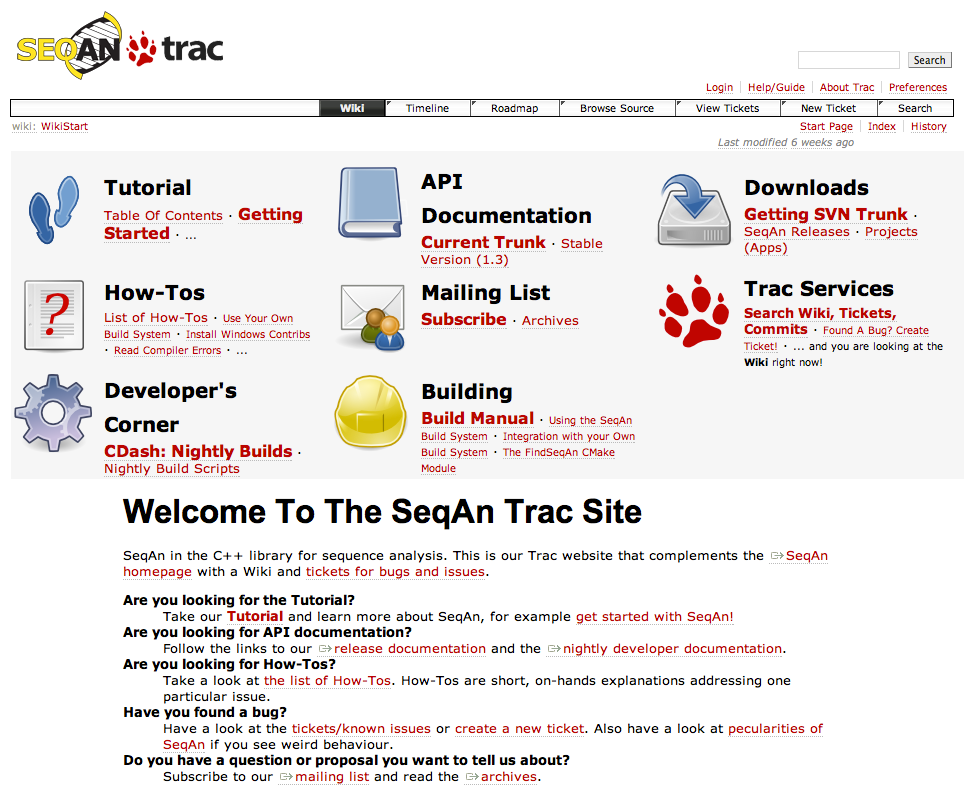 SEQAN trac
Search
Login Help/Guide About Trac Preferences
Wiki Timeline Roadmap Browse Source View Tickets New Ticket Search
wiki: WikiStart Start Page Index History
Last modified 6 weeks ago
Tutorial
Table Of Contents · Getting
Started · ...
API
Documentation
Current Trunk · Stable
Version (1.3)
Downloads
Getting SVN Trunk ·
SeqAn Releases · Projects
(Apps)
How-Tos
List of How-Tos · Use Your Own
Build System · Install Windows Contribs
· Read Compiler Errors · ...
Mailing List
Subscribe · Archives
Trac Services
Search Wiki, Tickets,
Commits · Found A Bug? Create
Ticket! · ... and you are looking at the
Wiki right now!
Developer's
Corner
CDash: Nightly Builds ·
Nightly Build Scripts
Building
Build Manual · Using the SeqAn
Build System · Integration with your Own
Build System · The FindSeqAn CMake
Module
Welcome To The SeqAn Trac Site
SeqAn in the C++ library for sequence analysis. This is our Trac website that complements the SeqAn
homepage with a Wiki and tickets for bugs and issues.
Are you looking for the Tutorial?
Take our Tutorial and learn more about SeqAn, for example get started with SeqAn!
Are you looking for API documentation?
Follow the links to our release documentation and the nightly developer documentation.
Are you looking for How-Tos?
Take a look at the list of How-Tos. How-Tos are short, on-hands explanations addressing one
particular issue.
Have you found a bug?
Have a look at the tickets/known issues or create a new ticket. Also have a look at pecularities of
SeqAn if you see weird behaviour.
Do you have a question or proposal you want to tell us about?
Subscribe to our mailing list and read the archives.